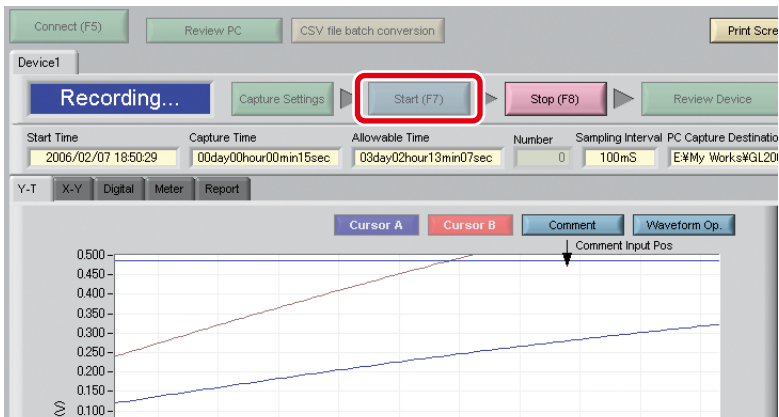 Connect (F5) Review PC CSV file batch conversion Print Scre
Device1
Recording... Capture Settings Start (F7) Stop (F8) Review Device
Start Time Capture Time Allowable Time Number Sampling Interval PC Capture Destinatio
2006/02/07 18:50:29 00day00hour00min15sec 03day02hour13min07sec 0 100mS E:¥My Works¥GL200
Y-T X-Y Digital Meter Report
Cursor A Cursor B Comment Waveform Op.
Comment Input Pos
0.500
0.450
0.400
0.350
0.300
0.250
0.200
0.150
0.100